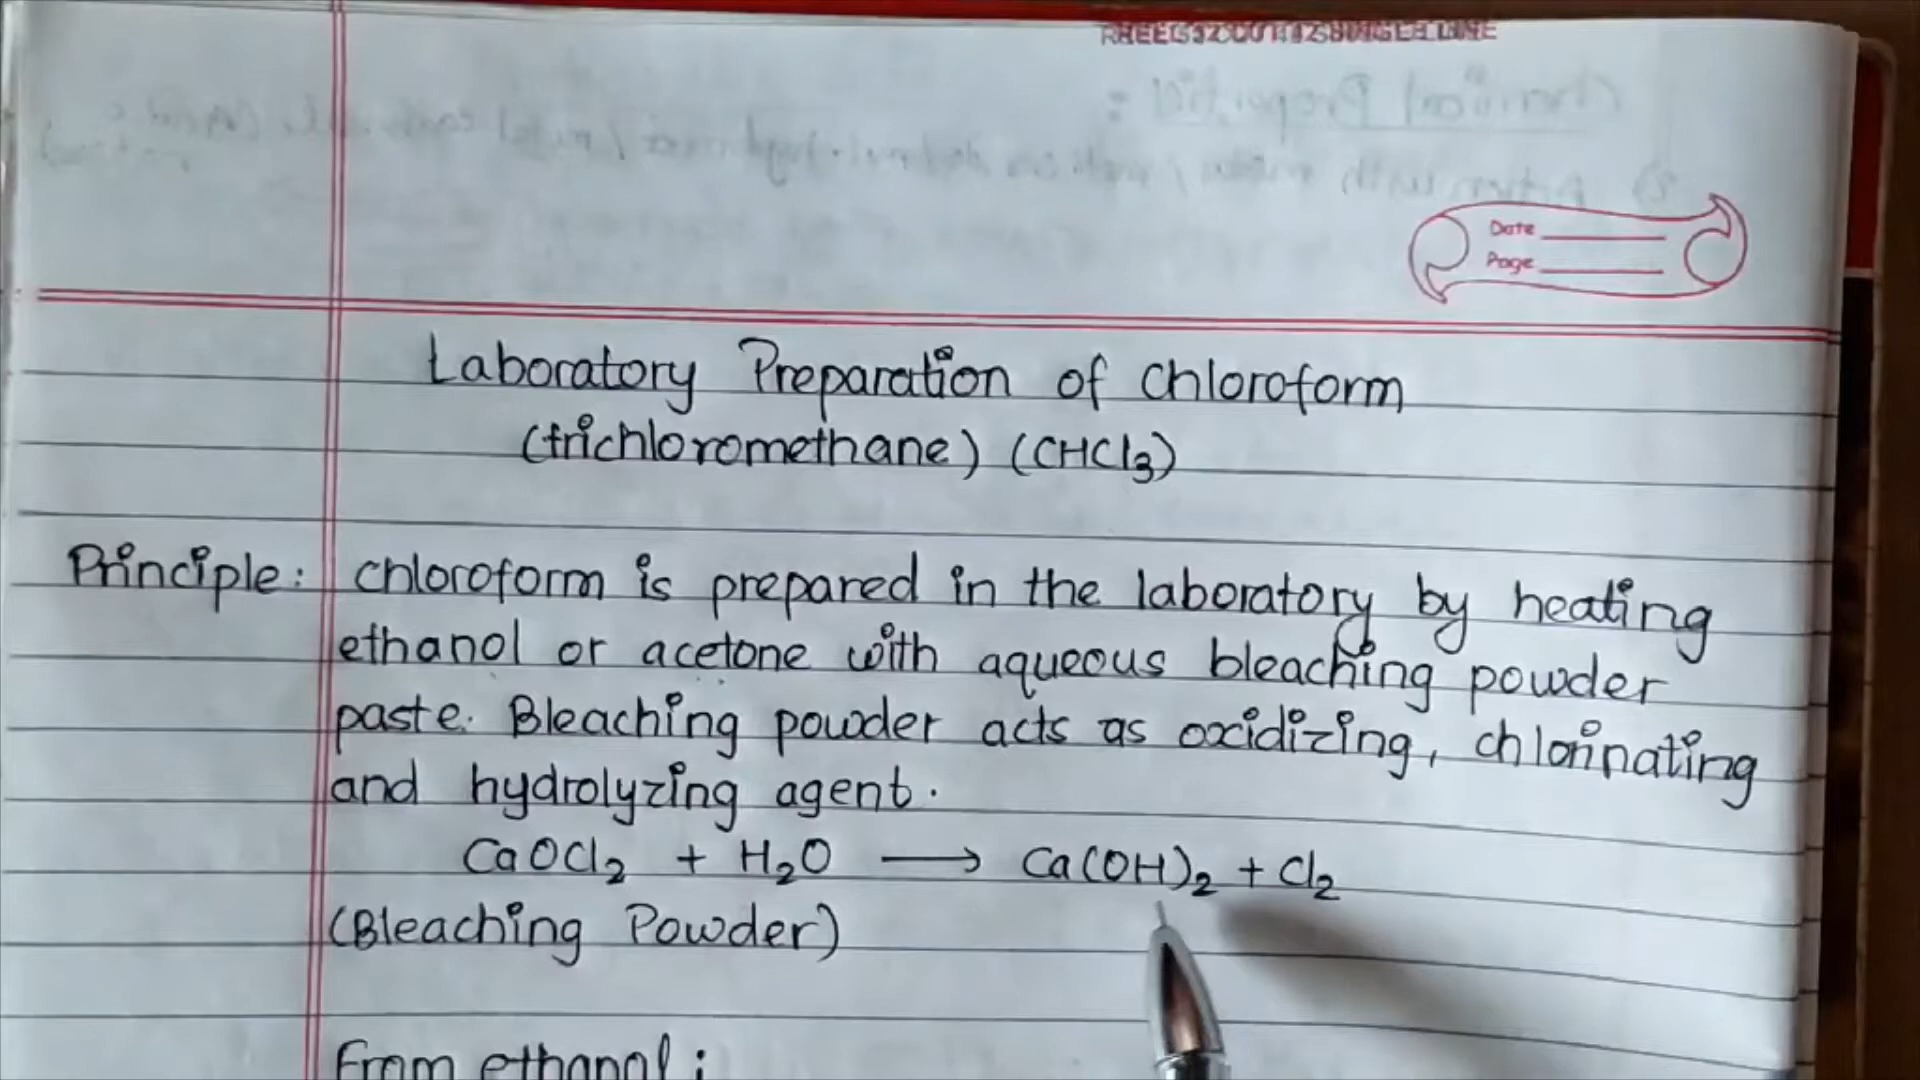 Date
Page
Laboratory Preparation of Chloroform
(trichloromethane) (CHCl₃)
Principle: Chloroform is prepared in the laboratory by heating
ethanol or acetone with aqueous bleaching powder
paste. Bleaching powder acts as oxidizing, chlorinating
and hydrolyzing agent.
CaOCl₂ + H₂O ⟶ Ca(OH)₂ + Cl₂
(Bleaching Powder)
From ethanol: